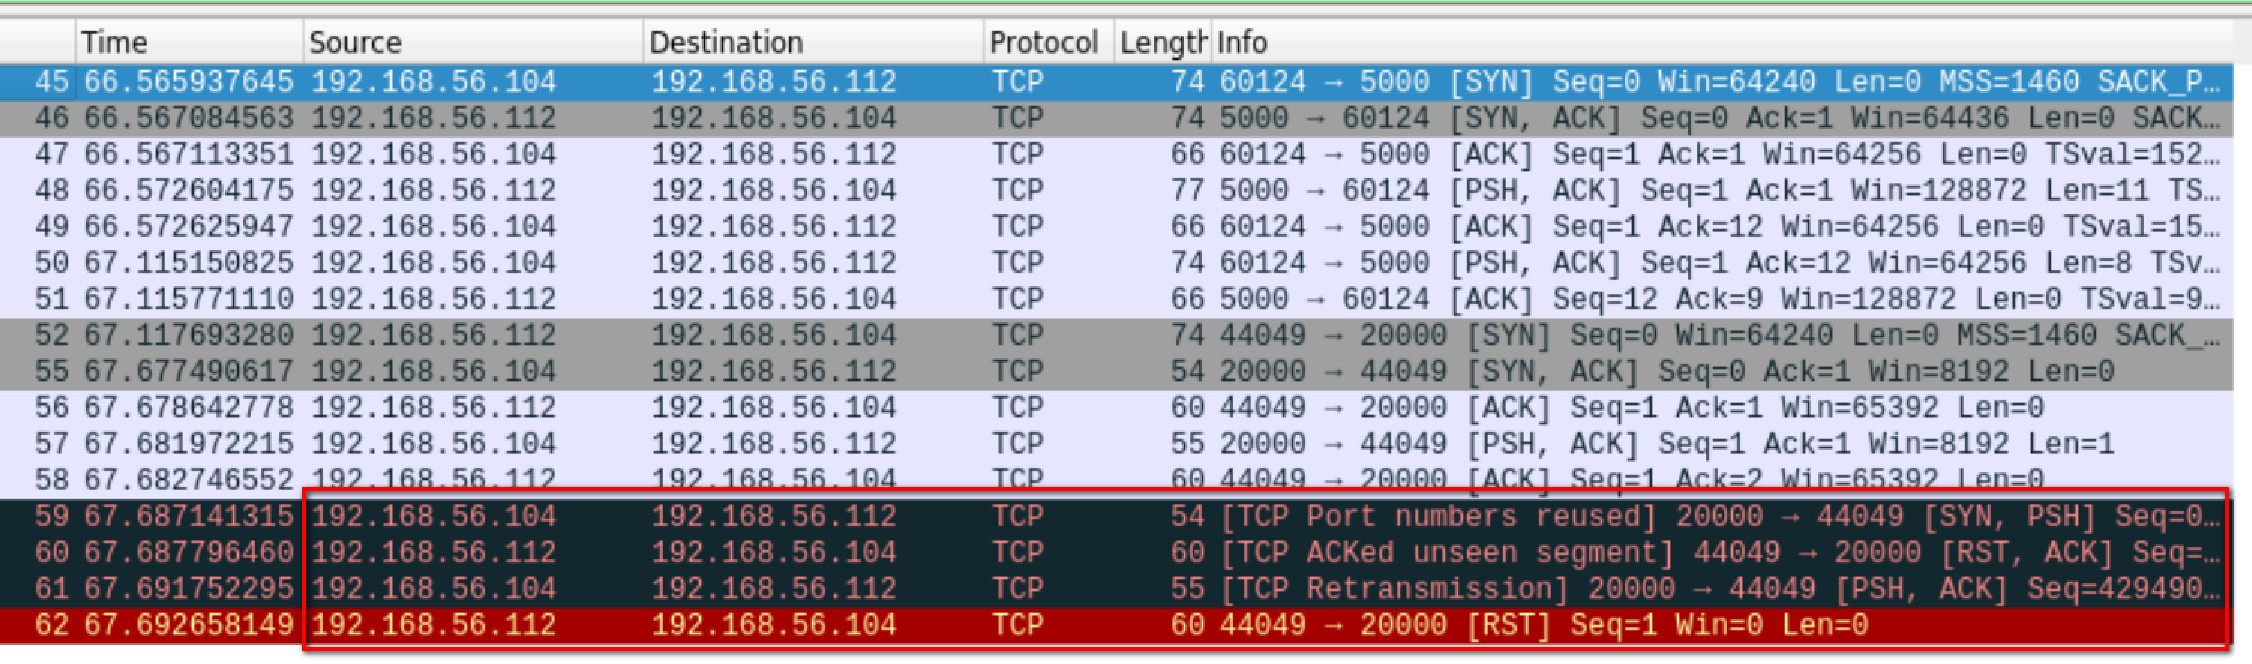 Time Source Destination Protocol Length Info
45 66.565937645 192.168.56.104 192.168.56.112 TCP 74 60124 → 5000 [SYN] Seq=0 Win=64240 Len=0 MSS=1460 SACK_P…
46 66.567084563 192.168.56.112 192.168.56.104 TCP 74 5000 → 60124 [SYN, ACK] Seq=0 Ack=1 Win=64436 Len=0 SACK…
47 66.567113351 192.168.56.104 192.168.56.112 TCP 66 60124 → 5000 [ACK] Seq=1 Ack=1 Win=64256 Len=0 TSval=152…
48 66.572604175 192.168.56.112 192.168.56.104 TCP 77 5000 → 60124 [PSH, ACK] Seq=1 Ack=1 Win=128872 Len=11 TS…
49 66.572625947 192.168.56.104 192.168.56.112 TCP 66 60124 → 5000 [ACK] Seq=1 Ack=12 Win=64256 Len=0 TSval=15…
50 67.115150825 192.168.56.104 192.168.56.112 TCP 74 60124 → 5000 [PSH, ACK] Seq=1 Ack=12 Win=64256 Len=8 TSv…
51 67.115771110 192.168.56.112 192.168.56.104 TCP 66 5000 → 60124 [ACK] Seq=12 Ack=9 Win=128872 Len=0 TSval=9…
52 67.117693280 192.168.56.112 192.168.56.104 TCP 74 44049 → 20000 [SYN] Seq=0 Win=64240 Len=0 MSS=1460 SACK_…
55 67.677490617 192.168.56.104 192.168.56.112 TCP 54 20000 → 44049 [SYN, ACK] Seq=0 Ack=1 Win=8192 Len=0
56 67.678642778 192.168.56.112 192.168.56.104 TCP 60 44049 → 20000 [ACK] Seq=1 Ack=1 Win=65392 Len=0
57 67.681972215 192.168.56.104 192.168.56.112 TCP 55 20000 → 44049 [PSH, ACK] Seq=1 Ack=1 Win=8192 Len=1
58 67.682746552 192.168.56.112 192.168.56.104 TCP 60 44049 → 20000 [ACK] Seq=1 Ack=2 Win=65392 Len=0
59 67.687141315 192.168.56.104 192.168.56.112 TCP 54 [TCP Port numbers reused] 20000 → 44049 [SYN, PSH] Seq=0…
60 67.687796460 192.168.56.112 192.168.56.104 TCP 60 [TCP ACKed unseen segment] 44049 → 20000 [RST, ACK] Seq=…
61 67.691752295 192.168.56.104 192.168.56.112 TCP 55 [TCP Retransmission] 20000 → 44049 [PSH, ACK] Seq=429490…
62 67.692658149 192.168.56.112 192.168.56.104 TCP 60 44049 → 20000 [RST] Seq=1 Win=0 Len=0